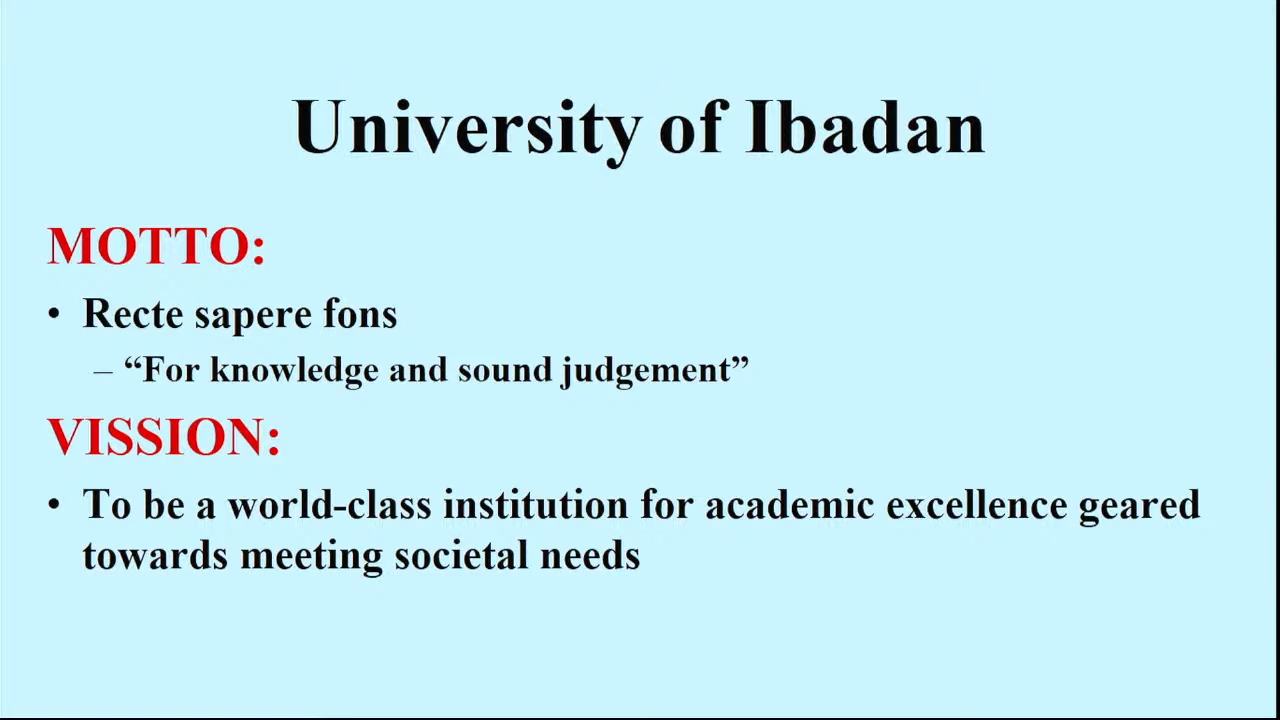 University of Ibadan
MOTTO:
• Recte sapere fons
– “For knowledge and sound judgement”
VISSION:
• To be a world-class institution for academic excellence geared
towards meeting societal needs